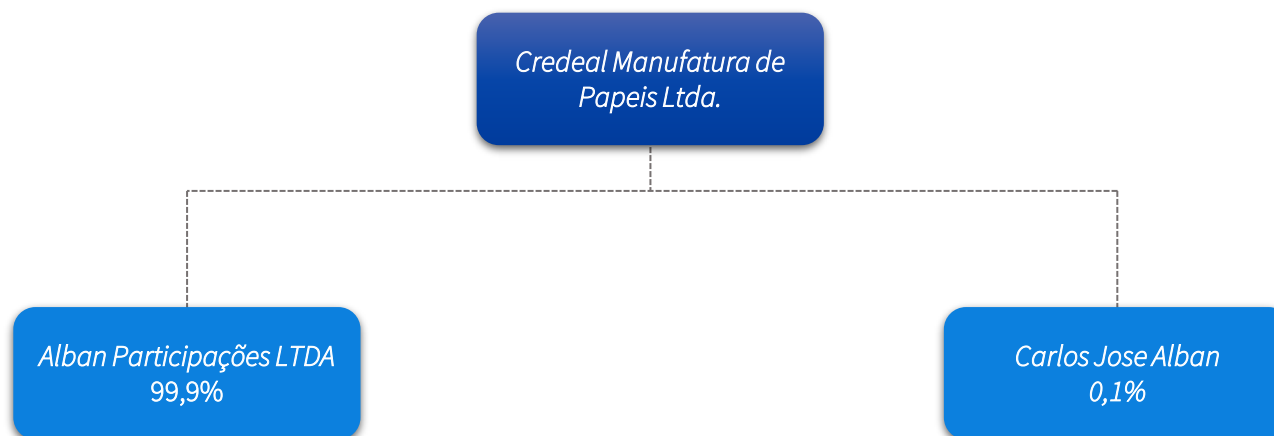 Credeal Manufatura de
Papeis Ltda.
Alban Participações LTDA
99,9%
Carlos Jose Alban
0,1%